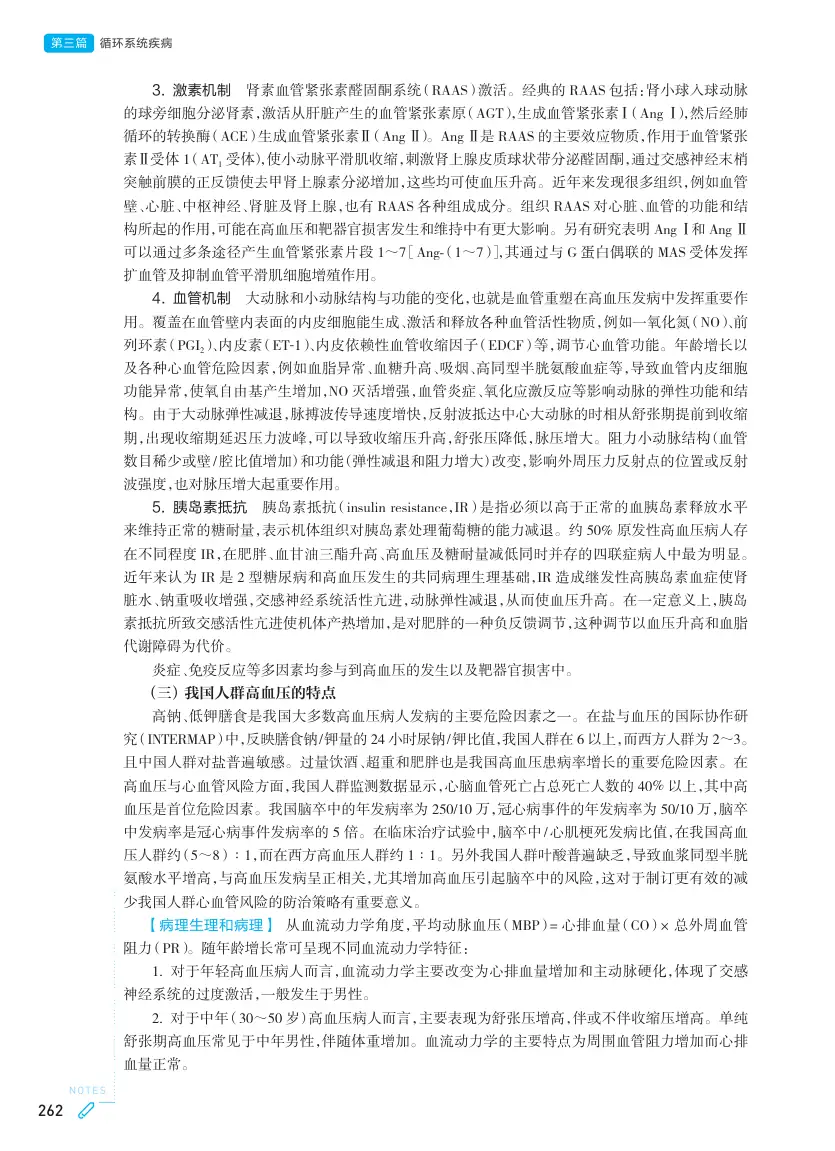 第三篇 循环系统疾病
3. 激素机制 肾素血管紧张素醛固酮系统（RAAS）激活。经典的 RAAS 包括：肾小球入球动脉
的球旁细胞分泌肾素，激活从肝脏产生的血管紧张素原（AGT），生成血管紧张素Ⅰ（Ang Ⅰ），然后经肺
循环的转换酶（ACE）生成血管紧张素Ⅱ（Ang Ⅱ）。Ang Ⅱ是 RAAS 的主要效应物质，作用于血管紧张
素Ⅱ受体 1（AT₁ 受体），使小动脉平滑肌收缩，刺激肾上腺皮质球状带分泌醛固酮，通过交感神经末梢
突触前膜的正反馈使去甲肾上腺素分泌增加，这些均可使血压升高。近年来发现很多组织，例如血管
壁、心脏、中枢神经、肾脏及肾上腺，也有 RAAS 各种组成成分。组织 RAAS 对心脏、血管的功能和结
构所起的作用，可能在高血压和靶器官损害发生和维持中有更大影响。另有研究表明 Ang Ⅰ和 Ang Ⅱ
可以通过多条途径产生血管紧张素片段 1～7［Ang-（1～7）］，其通过与 G 蛋白偶联的 MAS 受体发挥
扩血管及抑制血管平滑肌细胞增殖作用。
4. 血管机制 大动脉和小动脉结构与功能的变化，也就是血管重塑在高血压发病中发挥重要作
用。覆盖在血管壁内表面的内皮细胞能生成、激活和释放各种血管活性物质，例如一氧化氮（NO）、前
列环素（PGI₂）、内皮素（ET-1）、内皮依赖性血管收缩因子（EDCF）等，调节心血管功能。年龄增长以
及各种心血管危险因素，例如血脂异常、血糖升高、吸烟、高同型半胱氨酸血症等，导致血管内皮细胞
功能异常，使氧自由基产生增加，NO 灭活增强，血管炎症、氧化应激反应等影响动脉的弹性功能和结
构。由于大动脉弹性减退，脉搏波传导速度增快，反射波抵达中心大动脉的时相从舒张期提前到收缩
期，出现收缩期延迟压力波峰，可以导致收缩压升高，舒张压降低，脉压增大。阻力小动脉结构（血管
数目稀少或壁/腔比值增加）和功能（弹性减退和阻力增大）改变，影响外周压力反射点的位置或反射
波强度，也对脉压增大起重要作用。
5. 胰岛素抵抗 胰岛素抵抗（insulin resistance，IR）是指必须以高于正常的血胰岛素释放水平
来维持正常的糖耐量，表示机体组织对胰岛素处理葡萄糖的能力减退。约 50% 原发性高血压病人存
在不同程度 IR，在肥胖、血甘油三酯升高、高血压及糖耐量减低同时并存的四联症病人中最为明显。
近年来认为 IR 是 2 型糖尿病和高血压发生的共同病理生理基础，IR 造成继发性高胰岛素血症使肾
脏水、钠重吸收增强，交感神经系统活性亢进，动脉弹性减退，从而使血压升高。在一定意义上，胰岛
素抵抗所致交感活性亢进使机体产热增加，是对肥胖的一种负反馈调节，这种调节以血压升高和血脂
代谢障碍为代价。
炎症、免疫反应等多因素均参与到高血压的发生以及靶器官损害中。
（三）我国人群高血压的特点
高钠、低钾膳食是我国大多数高血压病人发病的主要危险因素之一。在盐与血压的国际协作研
究（INTERMAP）中，反映膳食钠/钾量的 24 小时尿钠/钾比值，我国人群在 6 以上，而西方人群为 2～3。
且中国人群对盐普遍敏感。过量饮酒、超重和肥胖也是我国高血压患病率增长的重要危险因素。在
高血压与心血管风险方面，我国人群监测数据显示，心脑血管死亡占总死亡人数的 40% 以上，其中高
血压是首位危险因素。我国脑卒中的年发病率为 250/10 万，冠心病事件的年发病率为 50/10 万，脑卒
中发病率是冠心病事件发病率的 5 倍。在临床治疗试验中，脑卒中/心肌梗死发病比值，在我国高血
压人群约（5～8）∶1，而在西方高血压人群约 1∶1。另外我国人群叶酸普遍缺乏，导致血浆同型半胱
氨酸水平增高，与高血压发病呈正相关，尤其增加高血压引起脑卒中的风险，这对于制订更有效的减
少我国人群心血管风险的防治策略有重要意义。
【病理生理和病理】 从血流动力学角度，平均动脉血压（MBP）= 心排血量（CO）× 总外周血管
阻力（PR）。随年龄增长常可呈现不同血流动力学特征：
1. 对于年轻高血压病人而言，血流动力学主要改变为心排血量增加和主动脉硬化，体现了交感
神经系统的过度激活，一般发生于男性。
2. 对于中年（30～50 岁）高血压病人而言，主要表现为舒张压增高，伴或不伴收缩压增高。单纯
舒张期高血压常见于中年男性，伴随体重增加。血流动力学的主要特点为周围血管阻力增加而心排
血量正常。
NOTES
262